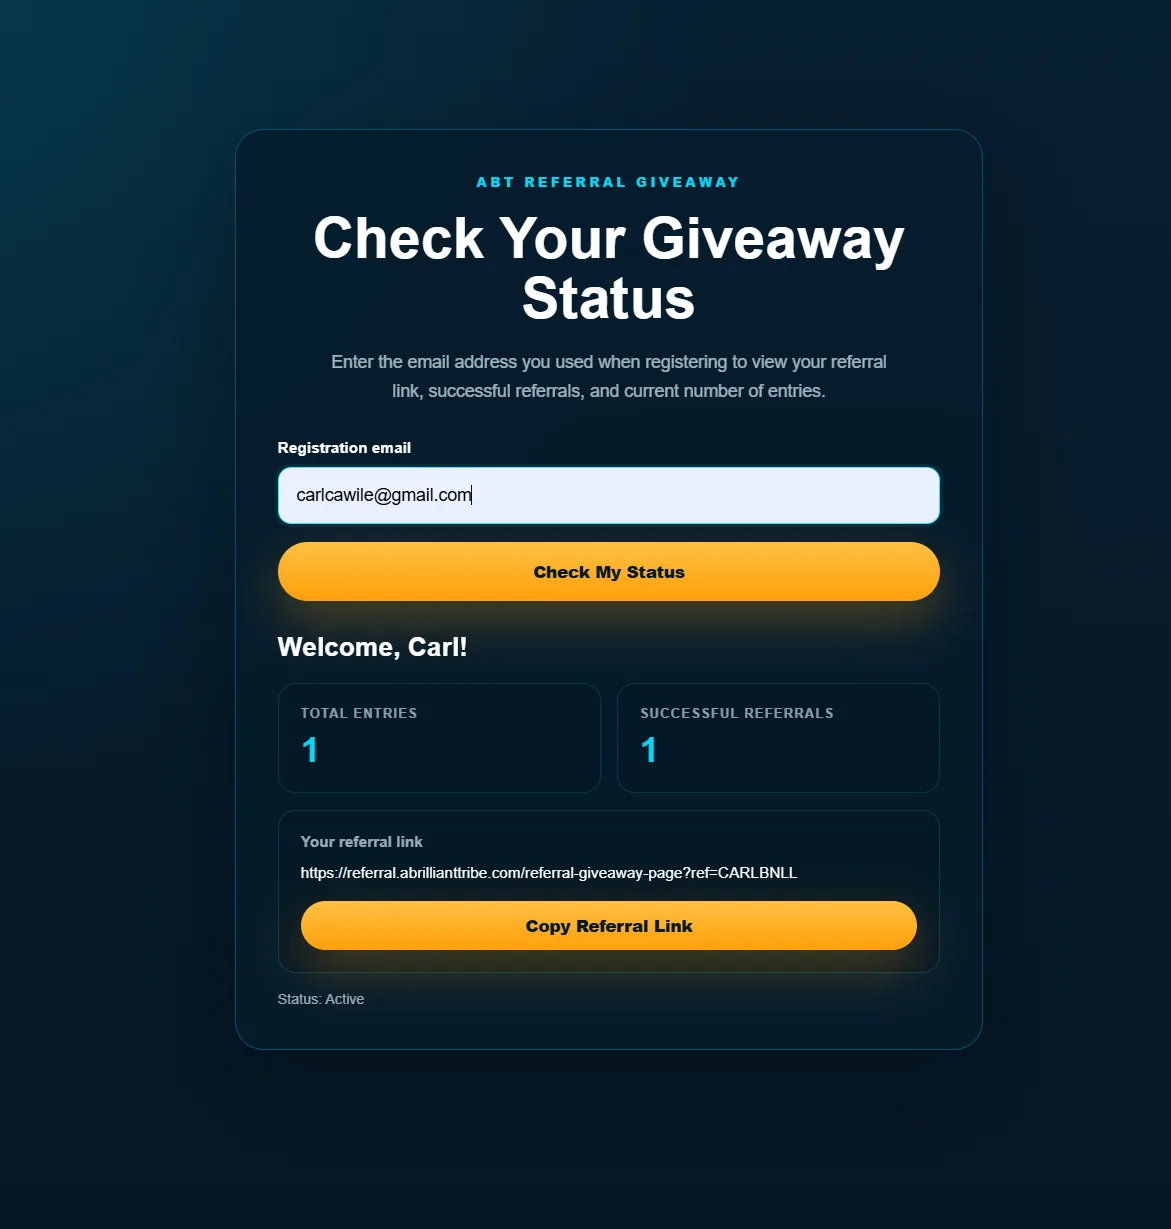 ABT REFERRAL GIVEAWAY
Check Your Giveaway
Status
Enter the email address you used when registering to view your referral
link, successful referrals, and current number of entries.
Registration email
carlcawile@gmail.com
Check My Status
Welcome, Carl!
TOTAL ENTRIES
1
SUCCESSFUL REFERRALS
1
Your referral link
https://referral.abrillianttribe.com/referral-giveaway-page?ref=CARLBNLL
Copy Referral Link
Status: Active